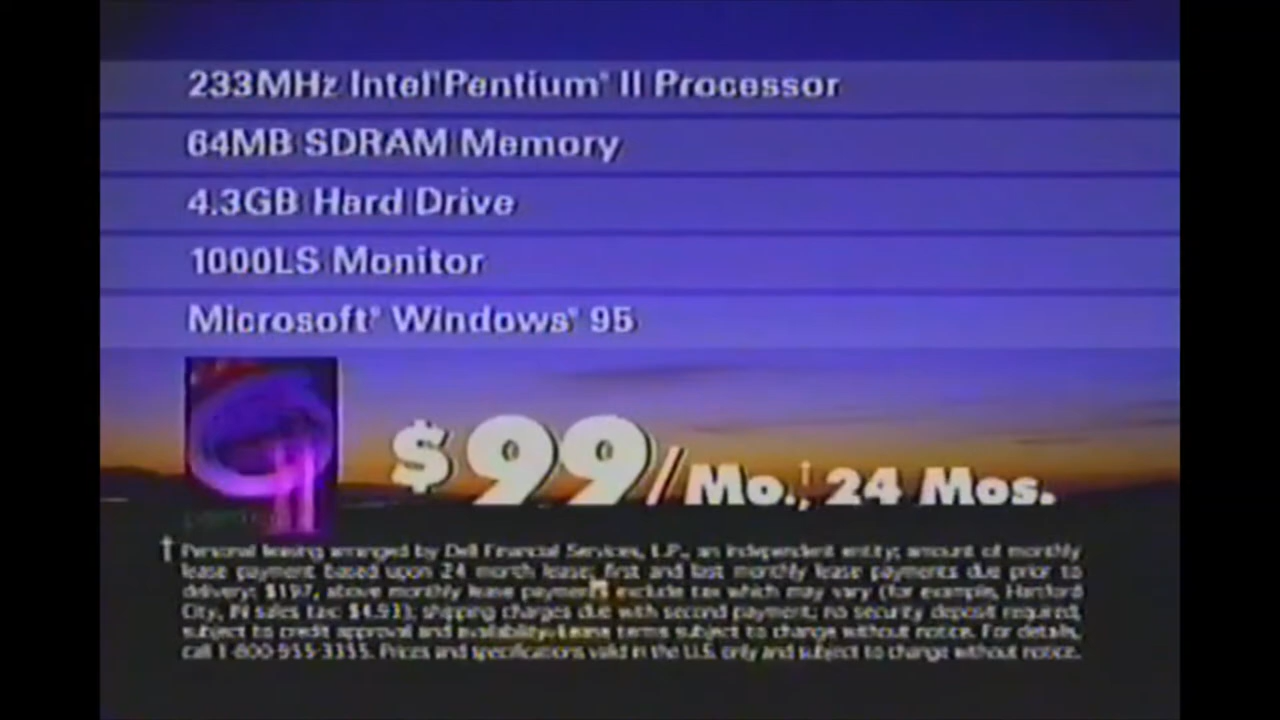 233MHz Intel® Pentium® II Processor
64MB SDRAM Memory
4.3GB Hard Drive
1000LS Monitor
Microsoft® Windows® 95
$99/Mo.,† 24 Mos.
† Personal leasing arranged by Dell Financial Services, L.P., an independent entity; amount of monthly
lease payment based upon 24 month lease; first and last monthly lease payments due prior to
delivery; $197, above monthly lease payments exclude tax which may vary (for example, Hartford
City, IN sales tax: $4.93); shipping charges due with second payment; no security deposit required;
subject to credit approval and availability. Lease terms subject to change without notice. For details,
call 1-800-955-3355. Prices and specifications valid in the U.S. only and subject to change without notice.